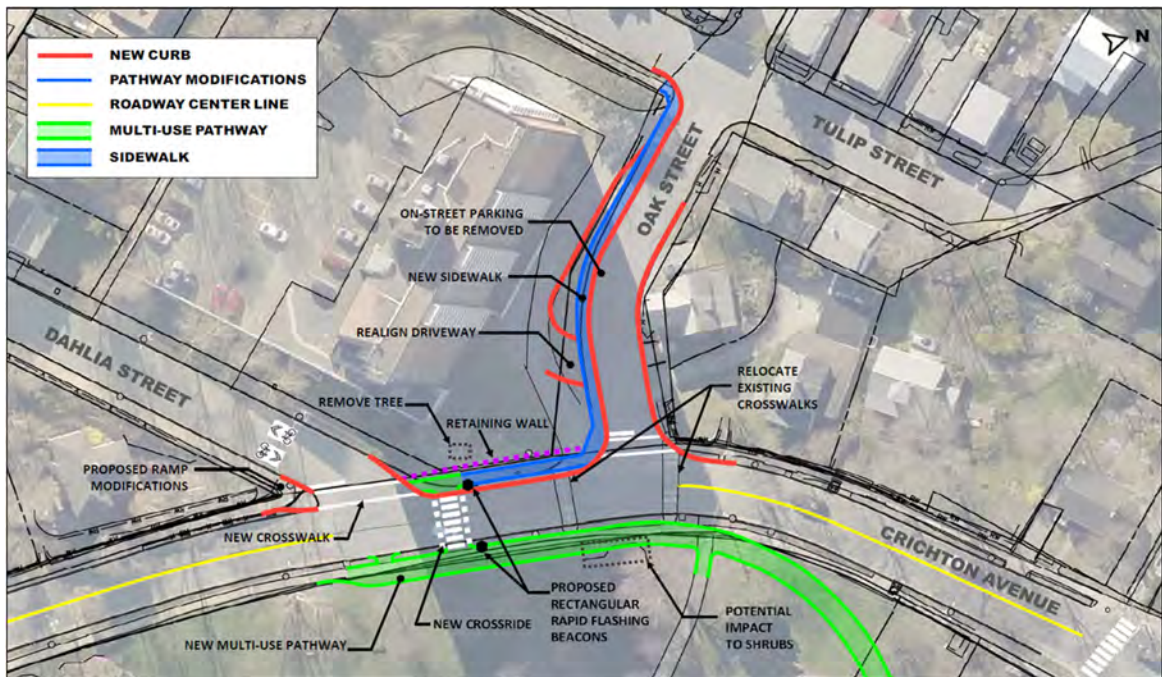 NEW CURB
PATHWAY MODIFICATIONS
ROADWAY CENTER LINE
MULTI-USE PATHWAY
SIDEWALK
N
TULIP STREET
OAK STREET
ON-STREET PARKING
TO BE REMOVED
NEW SIDEWALK
REALIGN DRIVEWAY
DAHLIA STREET
REMOVE TREE
RETAINING WALL
RELOCATE
EXISTING
CROSSWALKS
PROPOSED RAMP
MODIFICATIONS
NEW CROSSWALK
CRICHTON AVENUE
NEW MULTI-USE PATHWAY
NEW CROSSRIDE
PROPOSED
RECTANGULAR
RAPID FLASHING
BEACONS
POTENTIAL
IMPACT
TO SHRUBS